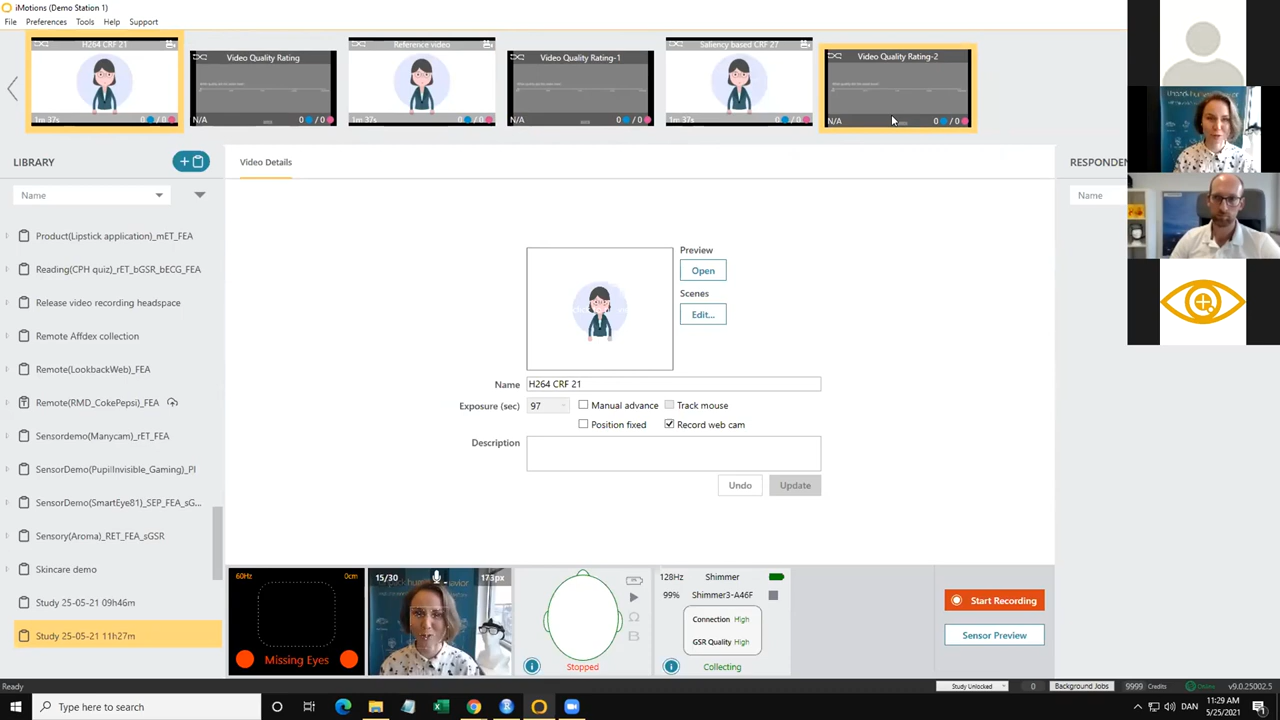 iMotions (Demo Station 1)
File Preferences Tools Help Support
H264 CRF 21
Video Quality Rating
Reference video
Video Quality Rating-1
Saliency based CRF 27
Video Quality Rating-2
1m 37s 0 / 0
N/A 0 / 0
1m 37s 0 / 0
N/A 0 / 0
1m 37s 0 / 0
N/A 0 / 0
LIBRARY
Video Details
RESPONDEN
Name
Name
Product(Lipstick application)_mET_FEA
Reading(CPH quiz)_rET_bGSR_bECG_FEA
Release video recording headspace
Remote Affdex collection
Remote(LookbackWeb)_FEA
Remote(RMD_CokePepsi)_FEA
Sensordemo(Manycam)_rET_FEA
SensorDemo(PupilInvisible_Gaming)_PI
SensorDemo(SmartEye81)_SEP_FEA_sG...
Sensory(Aroma)_RET_FEA_sGSR
Skincare demo
Study 25-05-21 09h46m
Study 25-05-21 11h27m
Preview
Open
Scenes
Edit...
Name H264 CRF 21
Exposure (sec) 97 Manual advance Track mouse
Position fixed Record web cam
Description
Undo Update
60Hz 0cm
Missing Eyes
15/30 173px
Stopped
128Hz Shimmer
99% Shimmer3-A46F
Connection High
GSR Quality High
Collecting
Start Recording
Sensor Preview
Ready
Study Unlocked 0 Background Jobs 9999 Credits Online v9.0.25002.5
Type here to search
DAN
11:29 AM
5/25/2021